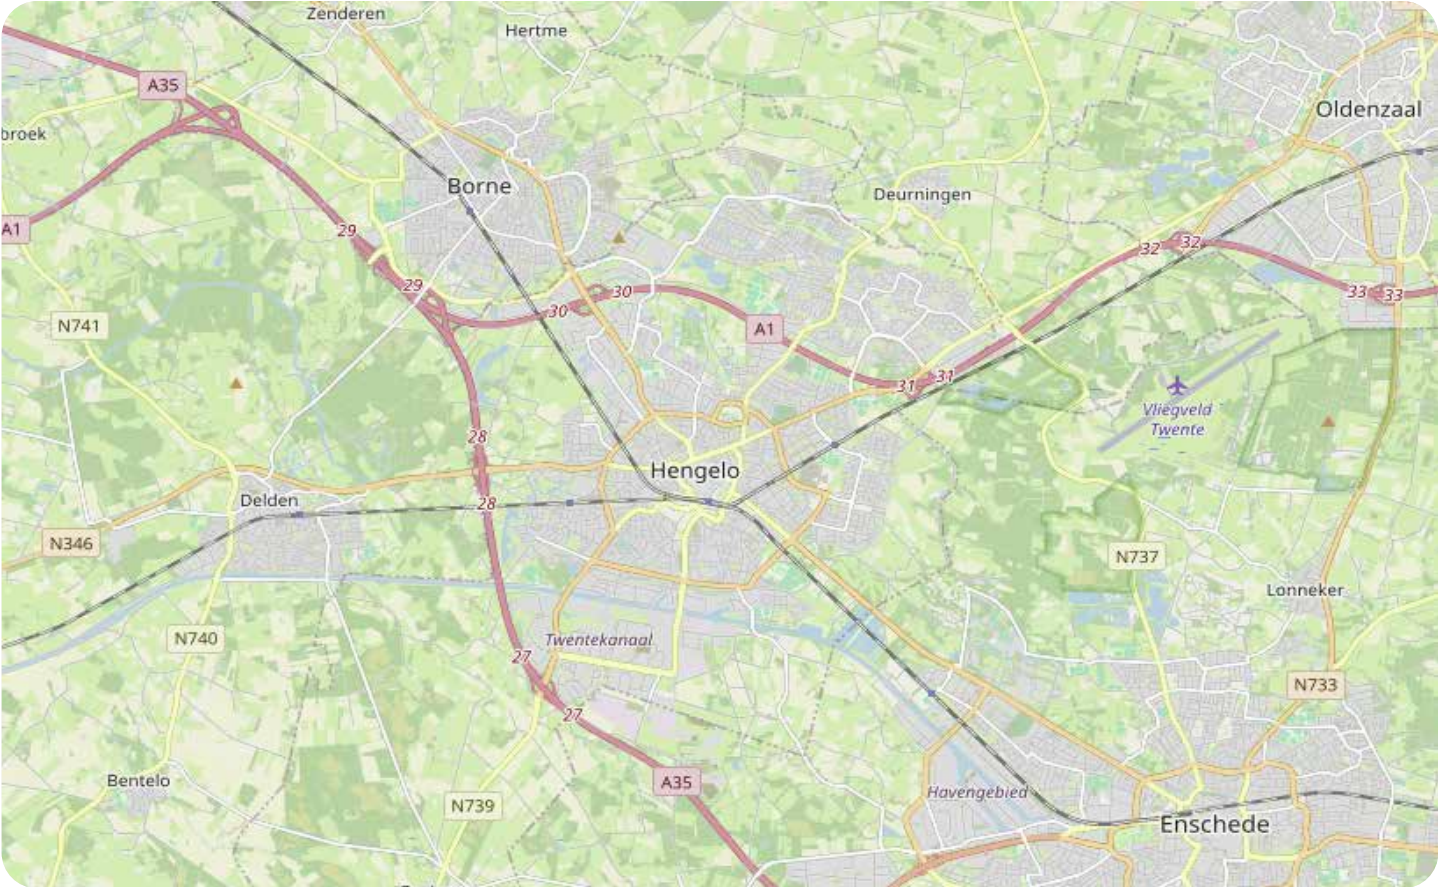 Zenderen
Hertme
A35
Oldenzaal
broek
Borne
Deurningen
A1
29
32
32
29
30
30
33
33
N741
A1
31
31
Vliegveld
Twente
28
Hengelo
Delden
28
N346
N737
Lonneker
N740
Twentekanaal
27
N733
27
Bentelo
A35
Havengebied
N739
Enschede